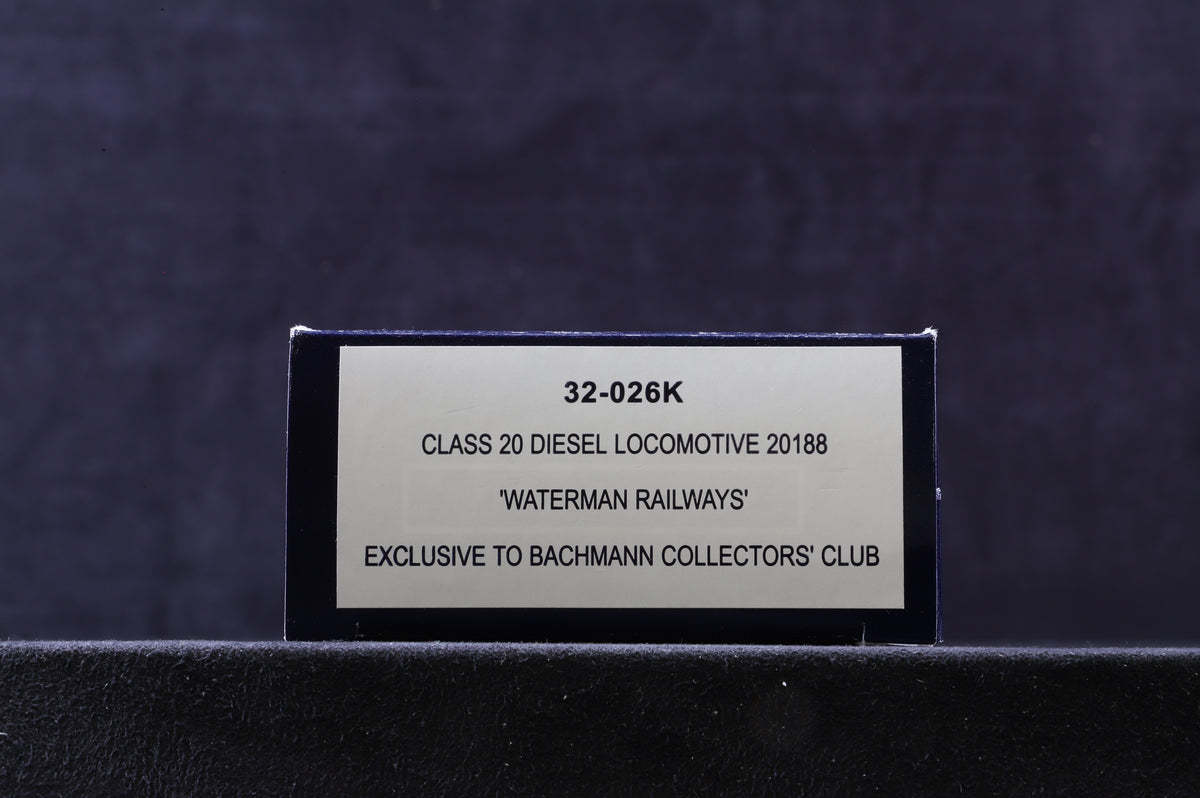 32-026K
CLASS 20 DIESEL LOCOMOTIVE 20188
'WATERMAN RAILWAYS'
EXCLUSIVE TO BACHMANN COLLECTORS' CLUB